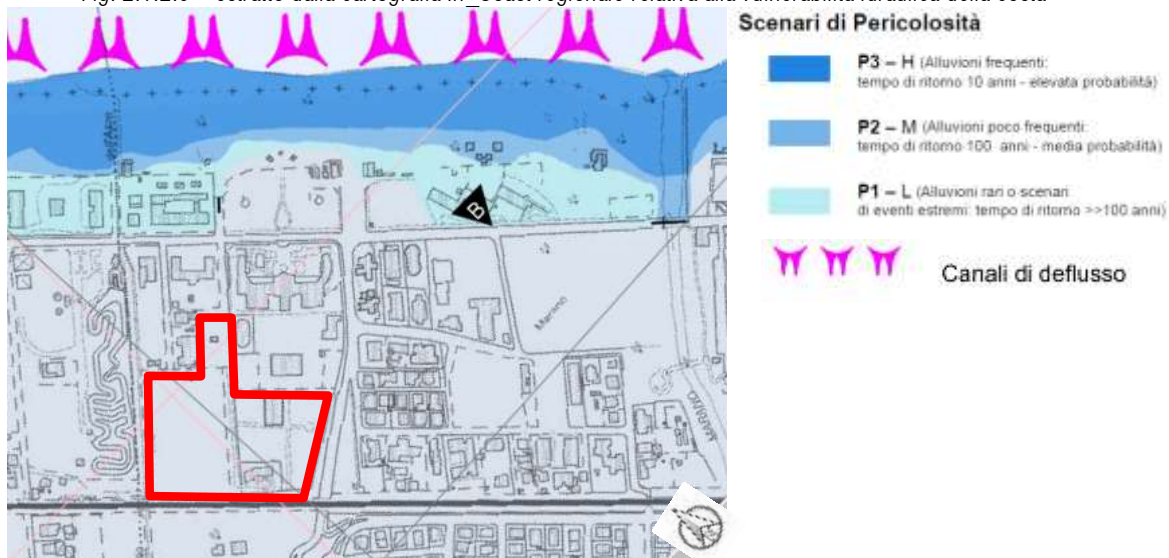 Scenari di Pericolosità
P3 – H (Alluvioni frequenti:
tempo di ritorno 10 anni - elevata probabilità)
P2 – M (Alluvioni poco frequenti:
tempo di ritorno 100 anni - media probabilità)
P1 – L (Alluvioni rari o scenari
di eventi estremi: tempo di ritorno >>100 anni)
Canali di deflusso
B
Marano
MARANO